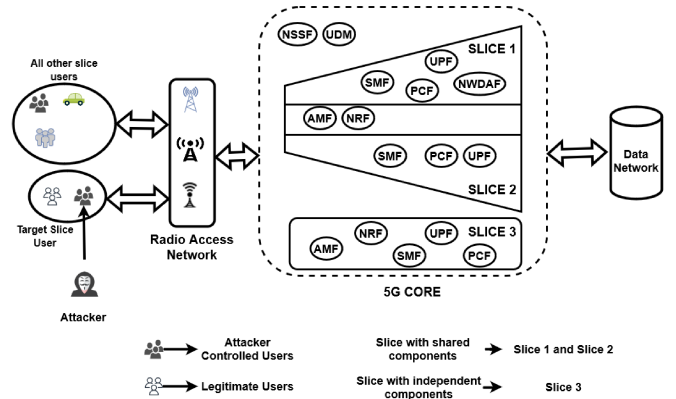 NSSF UDM
SLICE 1
UPF
SMF
PCF
NWDAF
AMF NRF
SMF PCF UPF
SLICE 2
SLICE 3
NRF
UPF
AMF
SMF
PCF
5G CORE
All other slice
users
Target Slice
User
Attacker
Radio Access
Network
Data
Network
Attacker
Controlled Users
Legitimate Users
Slice with shared
components
Slice 1 and Slice 2
Slice with independent
components
Slice 3